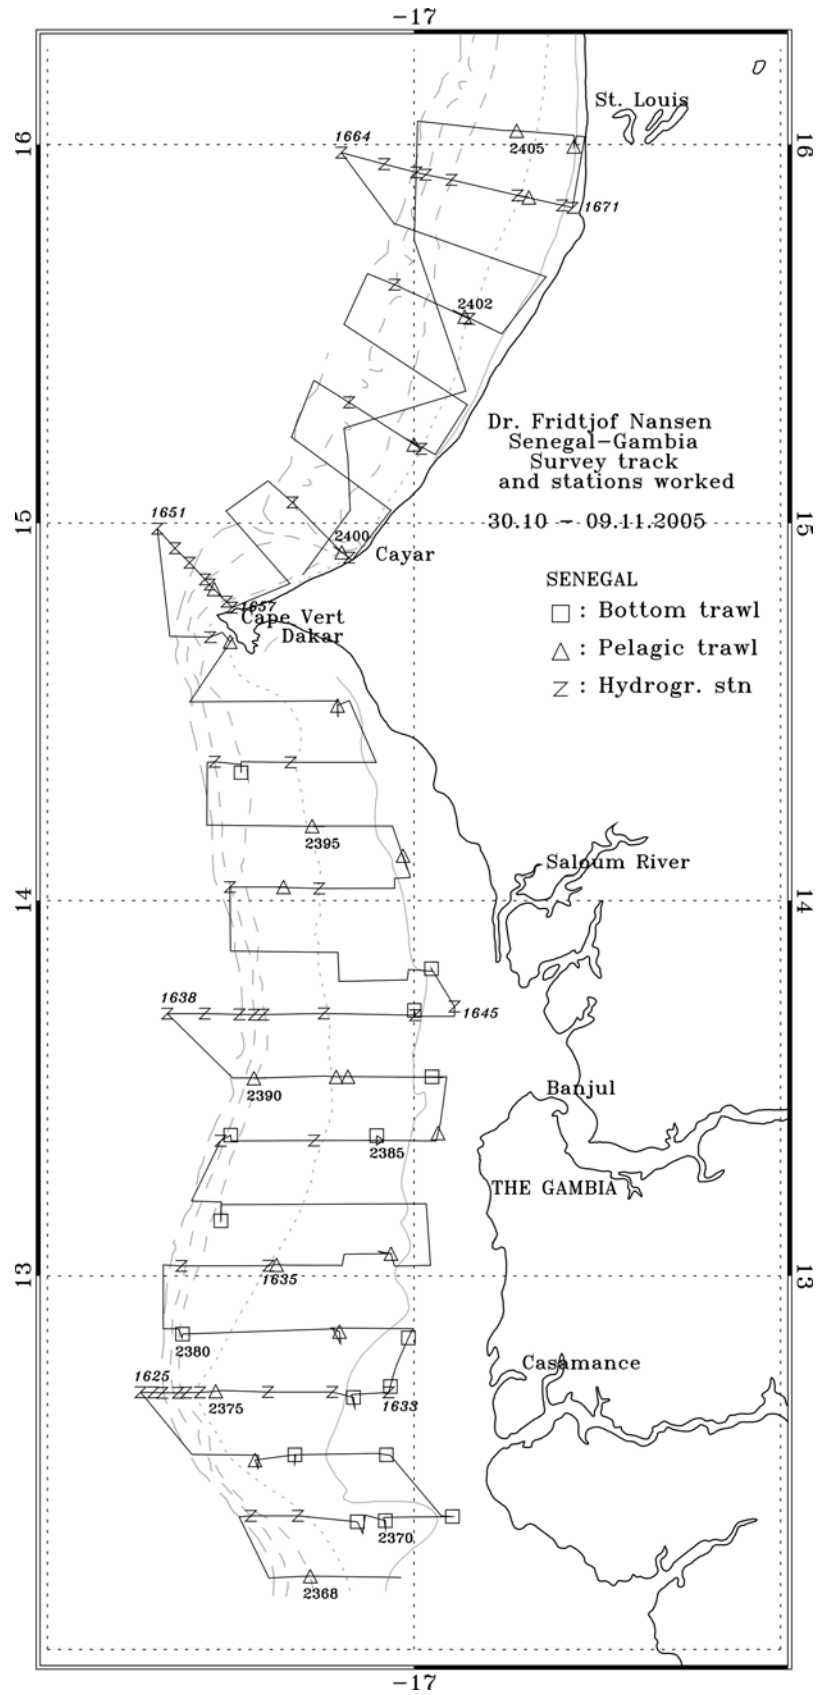 -17
St. Louis
16
16
1664
2405
1671
2402
Dr. Fridtjof Nansen
Senegal-Gambia
Survey track
and stations worked
30.10 - 09.11.2005
1651
15
15
2400
Cayar
SENEGAL
□ : Bottom trawl
△ : Pelagic trawl
Z : Hydrogr. stn
1657
Cape Vert
Dakar
2395
Saloum River
14
14
1638
1645
2390
Banjul
2385
THE GAMBIA
13
13
1635
2380
Casamance
1625
2375
1633
2370
2368
-17